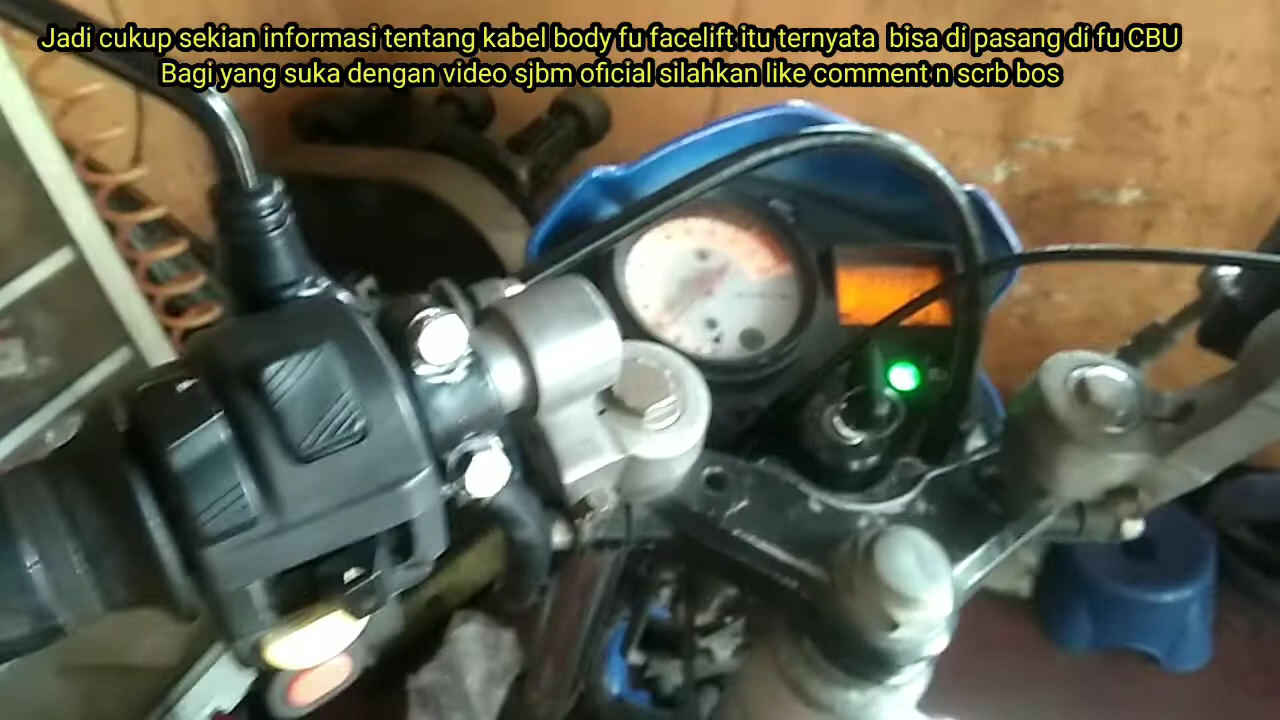 Jadi cukup sekian informasi tentang kabel body fu facelift itu ternyata bisa di pasang di fu CBU
Bagi yang suka dengan video sjbm oficial silahkan like comment n scrb bos